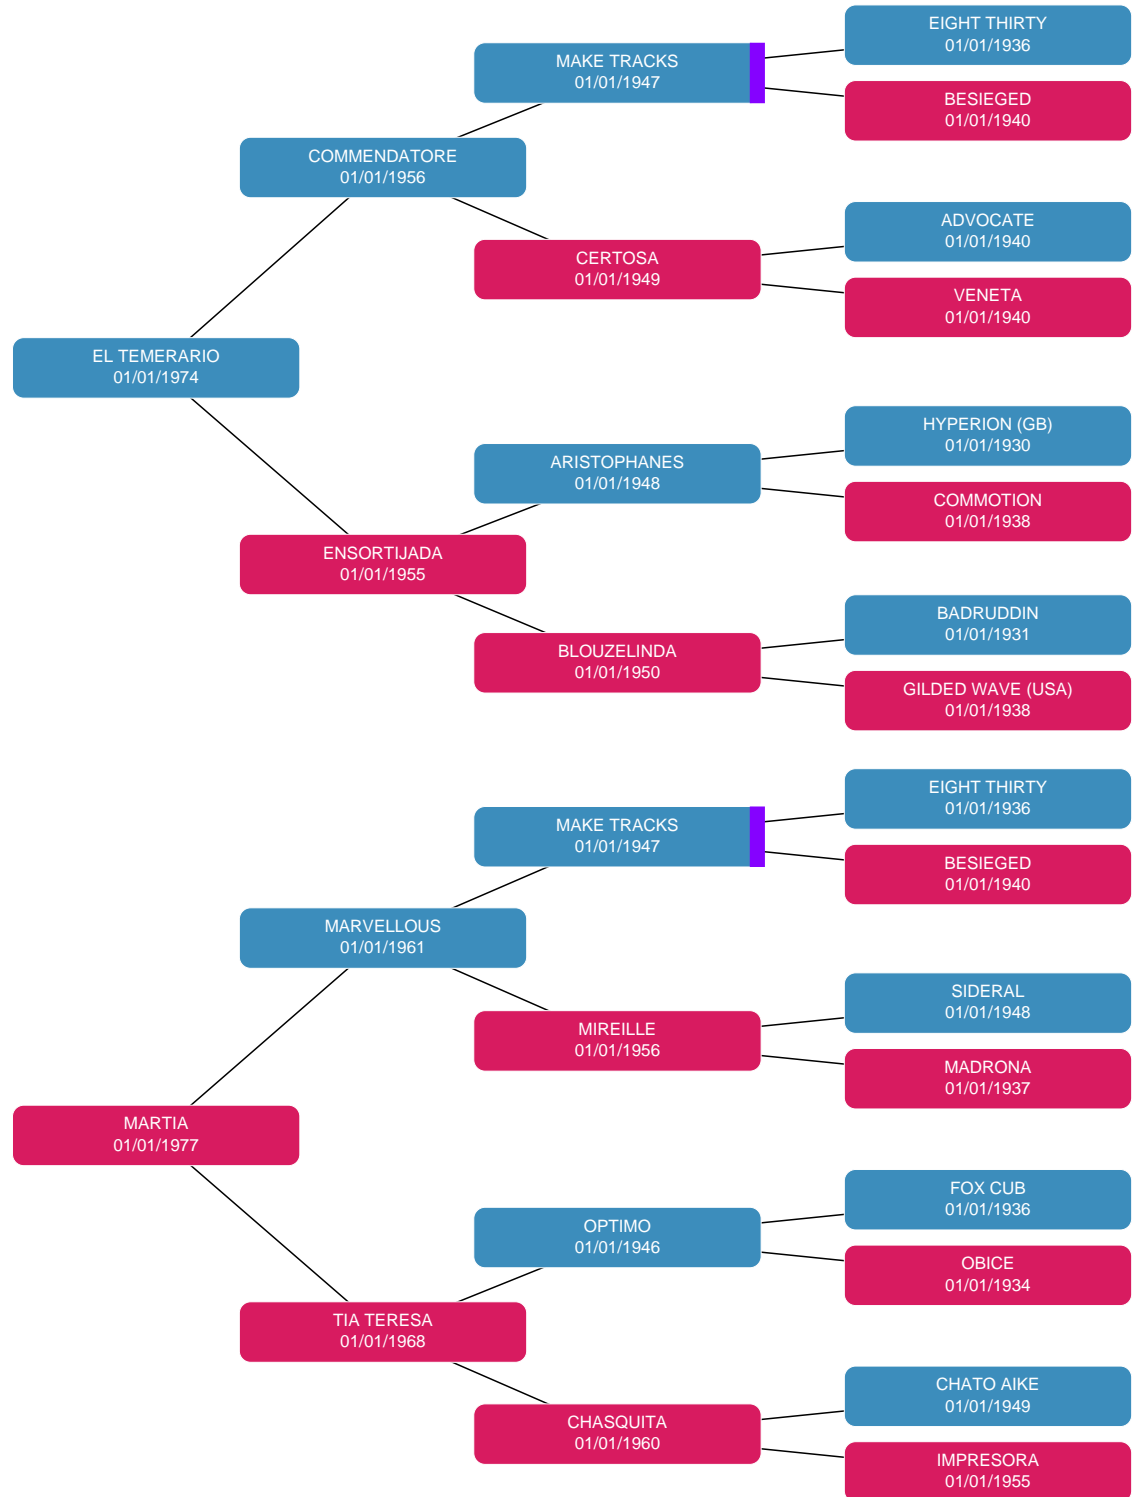 EIGHT THIRTY
01/01/1936
MAKE TRACKS
01/01/1947
BESIEGED
01/01/1940
COMMENDATORE
01/01/1956
ADVOCATE
01/01/1940
CERTOSA
01/01/1949
VENETA
01/01/1940
EL TEMERARIO
01/01/1974
HYPERION (GB)
01/01/1930
ARISTOPHANES
01/01/1948
COMMOTION
01/01/1938
ENSORTIJADA
01/01/1955
BADRUDDIN
01/01/1931
BLOUZELINDA
01/01/1950
GILDED WAVE (USA)
01/01/1938
EIGHT THIRTY
01/01/1936
MAKE TRACKS
01/01/1947
BESIEGED
01/01/1940
MARVELLOUS
01/01/1961
SIDERAL
01/01/1948
MIREILLE
01/01/1956
MADRONA
01/01/1937
MARTIA
01/01/1977
FOX CUB
01/01/1936
OPTIMO
01/01/1946
OBICE
01/01/1934
TIA TERESA
01/01/1968
CHATO AIKE
01/01/1949
CHASQUITA
01/01/1960
IMPRESORA
01/01/1955